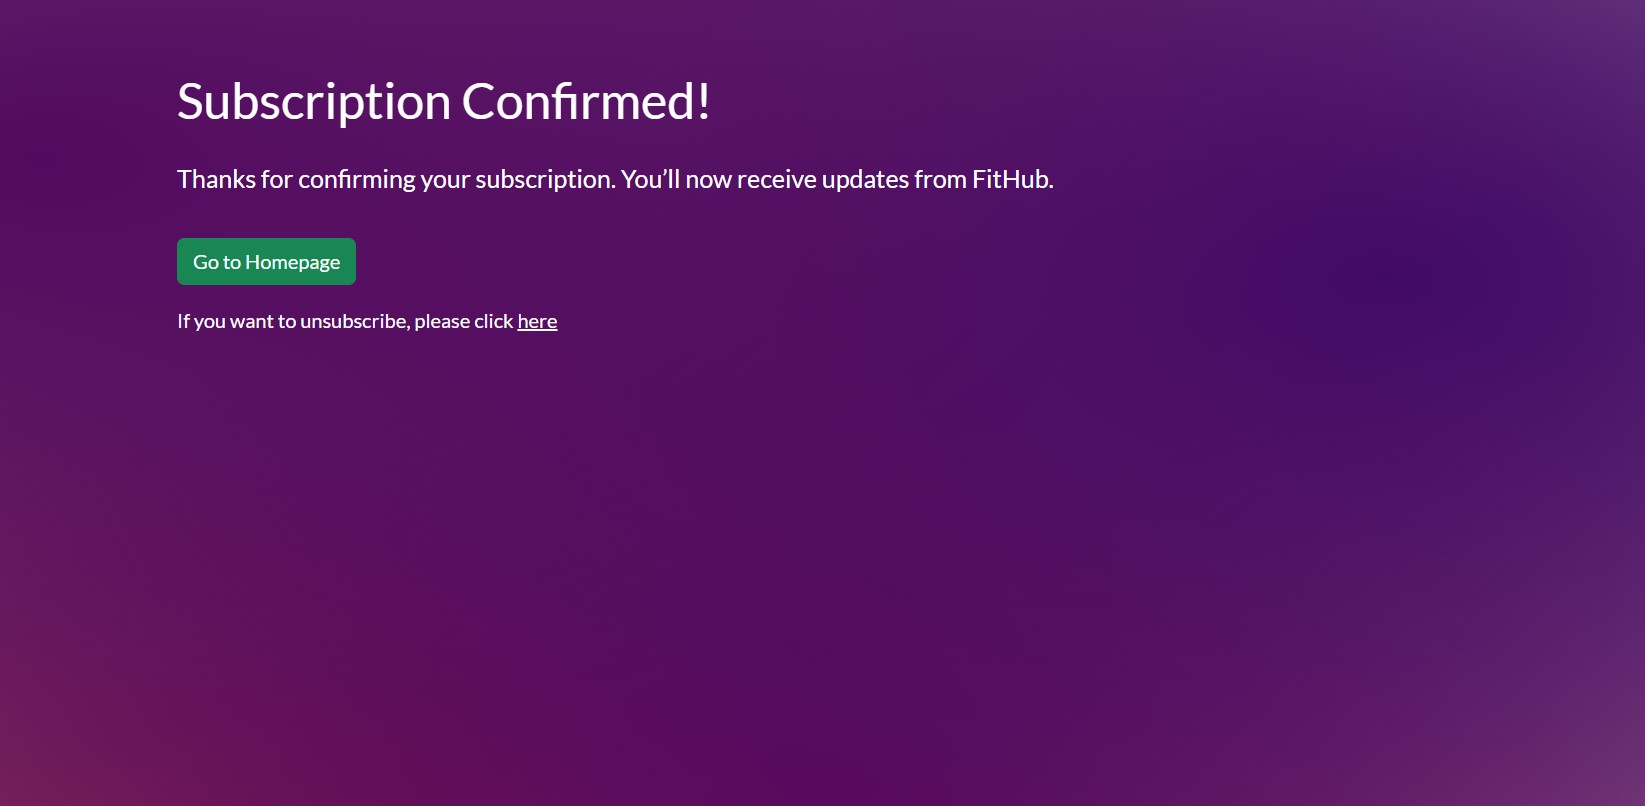 Subscription Confirmed!
Thanks for confirming your subscription. You’ll now receive updates from FitHub.
Go to Homepage
If you want to unsubscribe, please click here